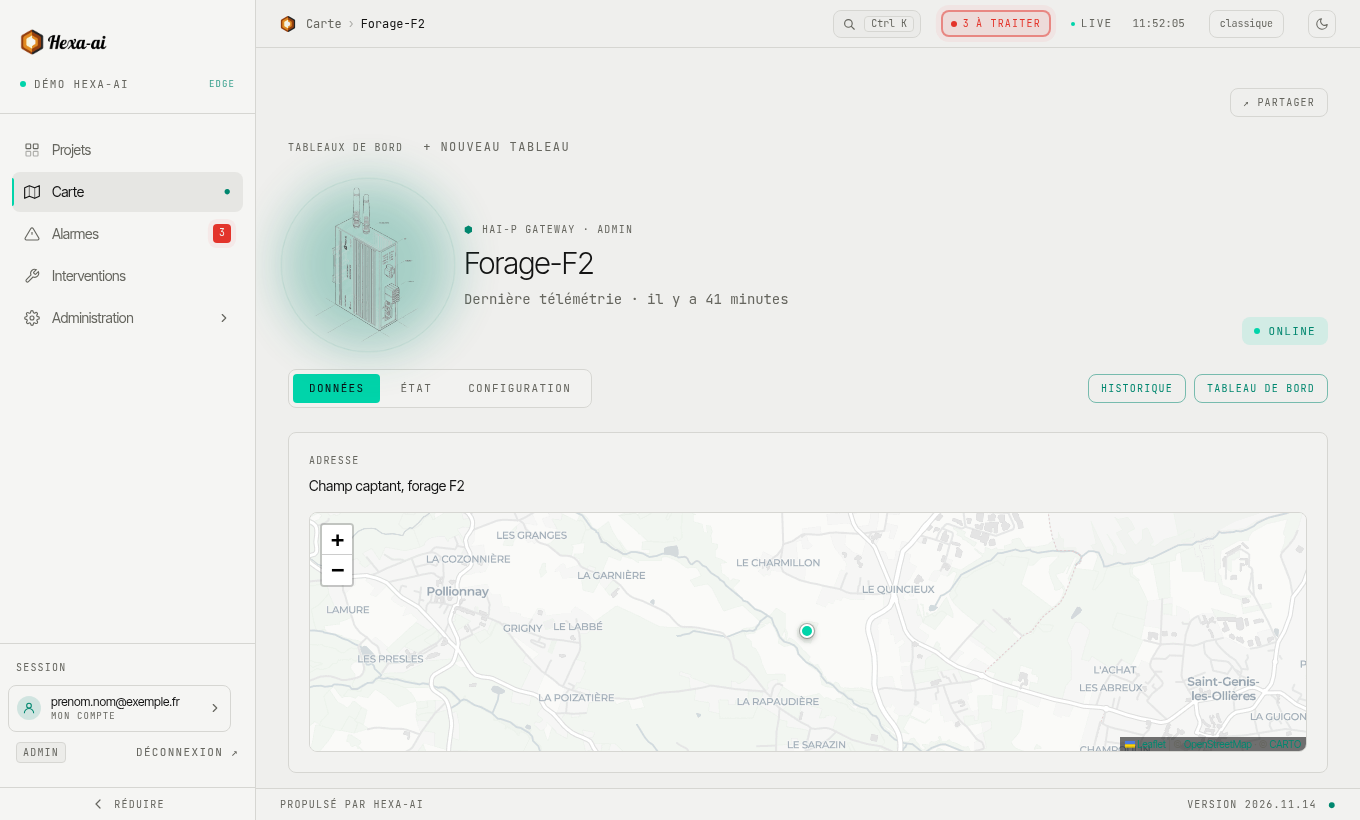 Hexa-ai
DÉMO HEXA-AI
EDGE
Projets
Carte
Alarmes
3
Interventions
Administration
SESSION
prenom.nom@exemple.fr
MON COMPTE
ADMIN
DÉCONNEXION ↗
RÉDUIRE
Carte › Forage-F2
Ctrl K
3 À TRAITER
LIVE
11:52:05
classique
↗ PARTAGER
TABLEAUX DE BORD
+ NOUVEAU TABLEAU
HAI-P GATEWAY · ADMIN
Forage-F2
Dernière télémétrie · il y a 41 minutes
ONLINE
DONNÉES
ÉTAT
CONFIGURATION
HISTORIQUE
TABLEAU DE BORD
ADRESSE
Champ captant, forage F2
+
−
LES GRANGES
LA COZONNIÈRE
LA GARNIÈRE
LE CHARMILLON
Pollionnay
LE QUINCIEUX
LAMURE
GRIGNY
LE LABBÉ
LES PRESLES
L'ACHAT
LES ABREUX
Saint-Genis-
les-Ollières
LA POIZATIÈRE
LA RAPAUDIÈRE
LA GUIGON
LE SARAZIN
Leaflet
OpenStreetMap
CARTO
PROPULSÉ PAR HEXA-AI
VERSION 2026.11.14